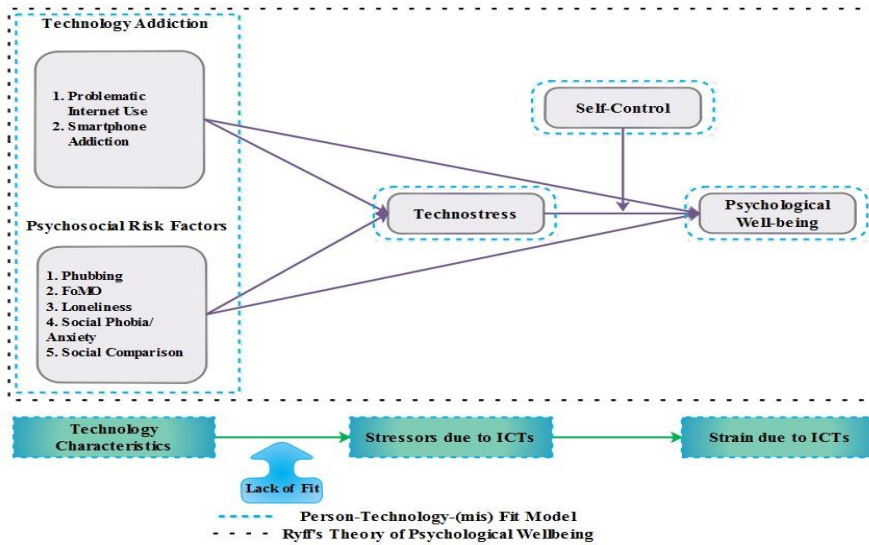 Technology Addiction
1. Problematic
Internet Use
2. Smartphone
Addiction
Psychosocial Risk Factors
1. Phubbing
2. FoMO
3. Loneliness
4. Social Phobia/
Anxiety
5. Social Comparison
Self-Control
Technostress
Psychological
Well-being
Technology
Characteristics
Stressors due to ICTs
Strain due to ICTs
Lack of Fit
Person-Technology-(mis) Fit Model
Ryff's Theory of Psychological Wellbeing